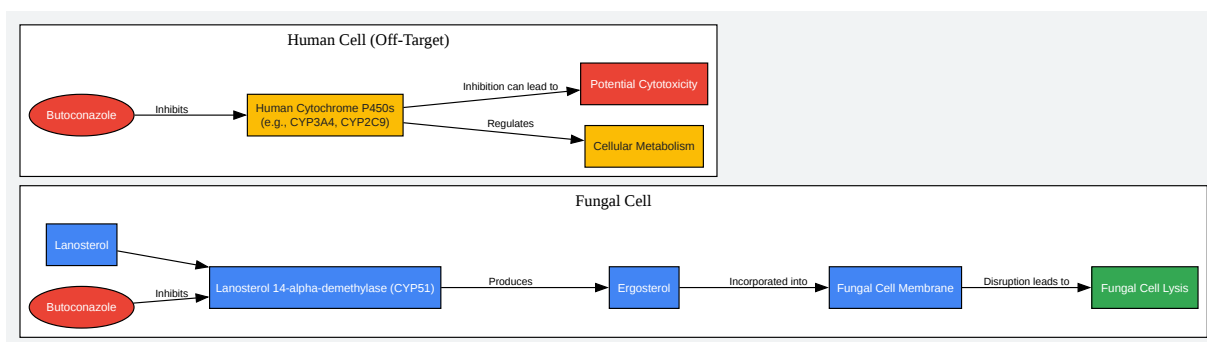 Human Cell (Off-Target)
Butoconazole
Inhibits
Human Cytochrome P450s
(e.g., CYP3A4, CYP2C9)
Inhibition can lead to
Potential Cytotoxicity
Regulates
Cellular Metabolism
Fungal Cell
Lanosterol
Butoconazole
Inhibits
Lanosterol 14-alpha-demethylase (CYP51)
Produces
Ergosterol
Incorporated into
Fungal Cell Membrane
Disruption leads to
Fungal Cell Lysis